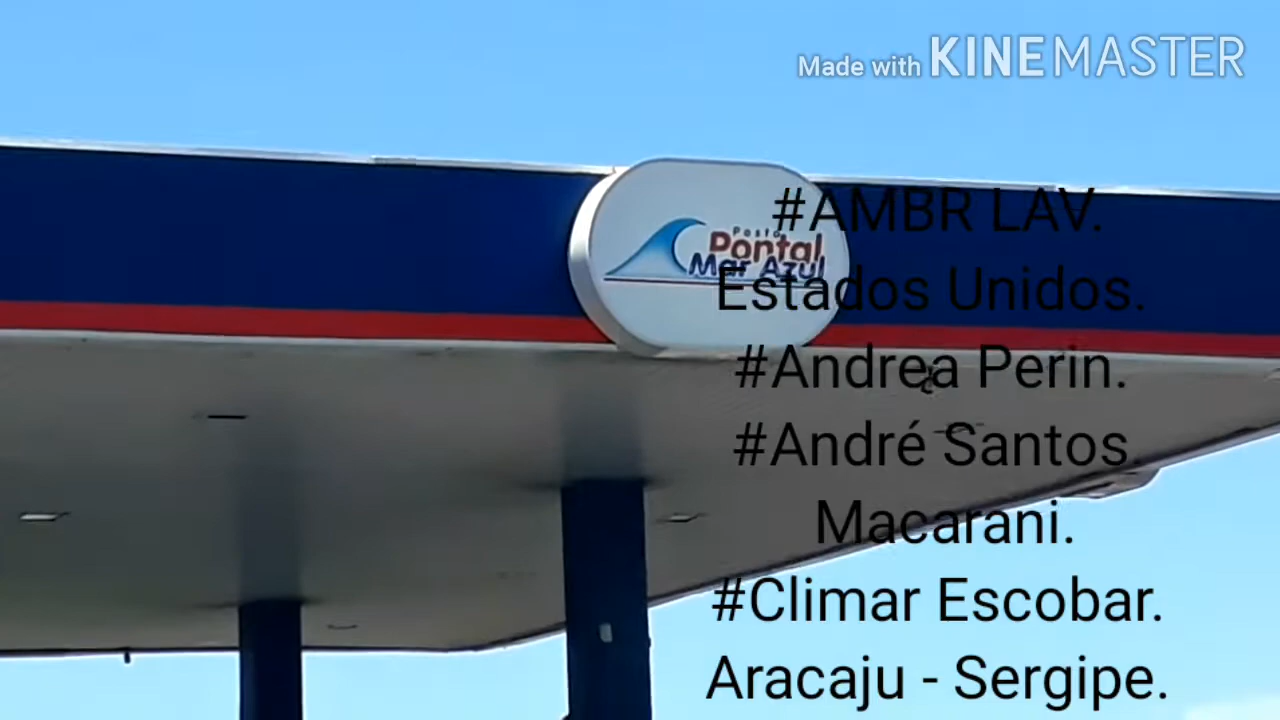 Made with KINEMASTER
#AMBR LAV.
Posto
Pontal
Mar Azul
Estados Unidos.
#Andrea Perin.
#André Santos.
Macarani.
#Climar Escobar.
Aracaju - Sergipe.